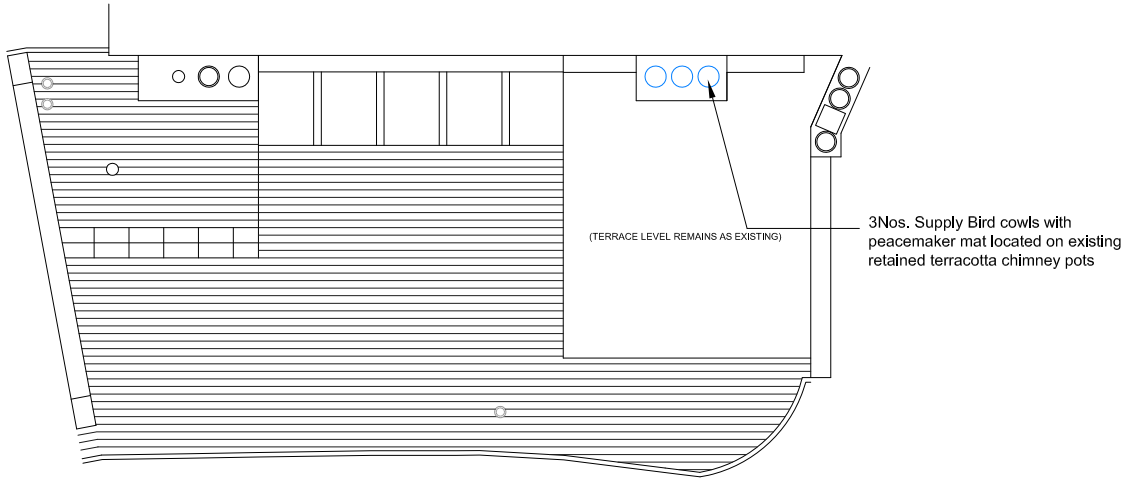 (TERRACE LEVEL REMAINS AS EXISTING)
3Nos. Supply Bird cowls with
peacemaker mat located on existing
retained terracotta chimney pots